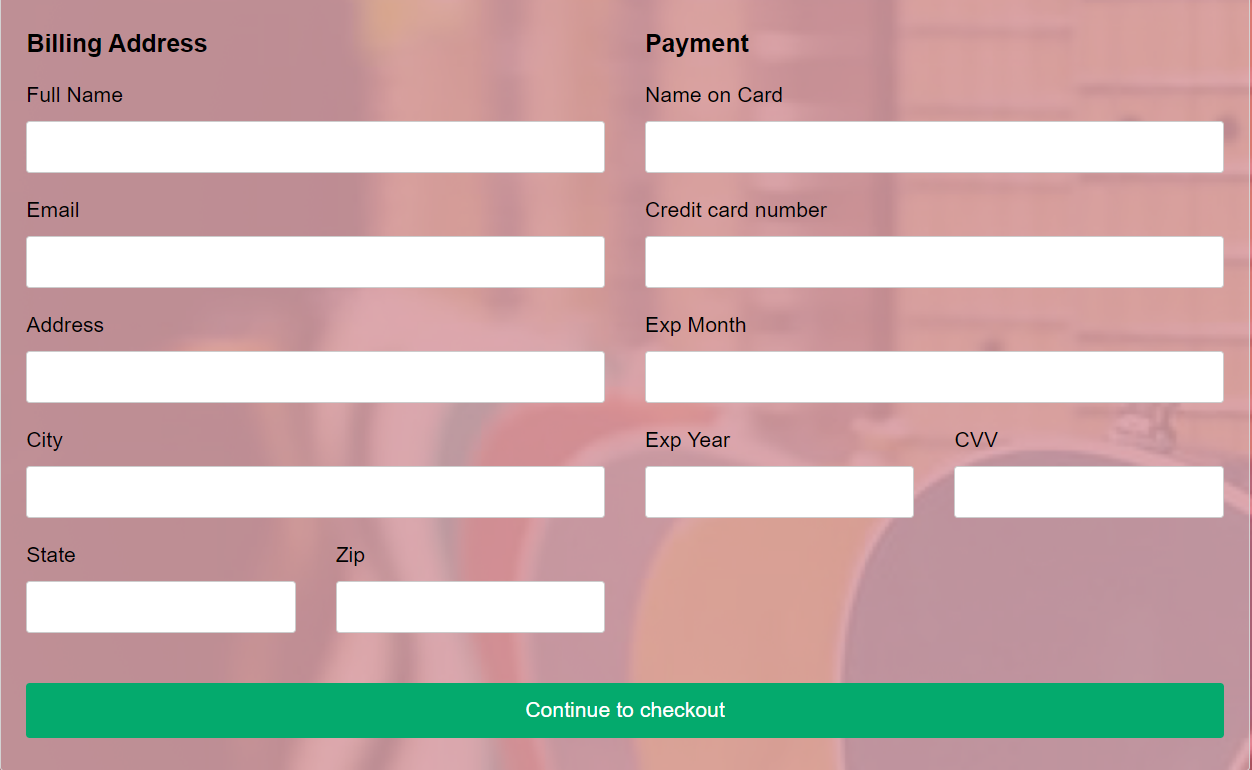 Billing Address
Full Name
Email
Address
City
State Zip
Payment
Name on Card
Credit card number
Exp Month
Exp Year CVV
Continue to checkout